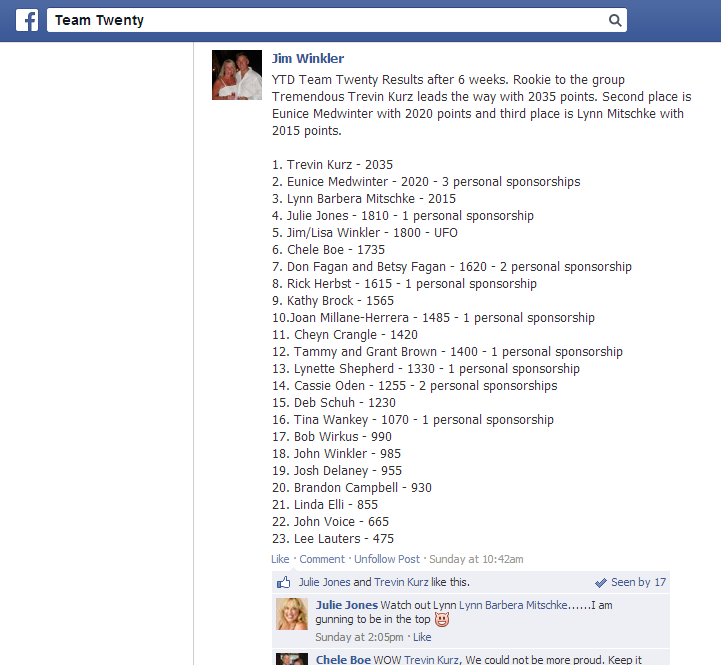 f
Team Twenty
Jim Winkler
YTD Team Twenty Results after 6 weeks. Rookie to the group
Tremendous Trevin Kurz leads the way with 2035 points. Second place is
Eunice Medwinter with 2020 points and third place is Lynn Mitschke with
2015 points.
1. Trevin Kurz - 2035
2. Eunice Medwinter - 2020 - 3 personal sponsorships
3. Lynn Barbera Mitschke - 2015
4. Julie Jones - 1810 - 1 personal sponsorship
5. Jim/Lisa Winkler - 1800 - UFO
6. Chele Boe - 1735
7. Don Fagan and Betsy Fagan - 1620 - 2 personal sponsorship
8. Rick Herbst - 1615 - 1 personal sponsorship
9. Kathy Brock - 1565
10.Joan Millane-Herrera - 1485 - 1 personal sponsorship
11. Cheyn Crangle - 1420
12. Tammy and Grant Brown - 1400 - 1 personal sponsorship
13. Lynette Shepherd - 1330 - 1 personal sponsorship
14. Cassie Oden - 1255 - 2 personal sponsorships
15. Deb Schuh - 1230
16. Tina Wankey - 1070 - 1 personal sponsorship
17. Bob Wirkus - 990
18. John Winkler - 985
19. Josh Delaney - 955
20. Brandon Campbell - 930
21. Linda Elli - 855
22. John Voice - 665
23. Lee Lauters - 475
Like · Comment · Unfollow Post · Sunday at 10:42am
Julie Jones and Trevin Kurz like this. Seen by 17
Julie Jones Watch out Lynn Lynn Barbera Mitschke......I am
gunning to be in the top
Sunday at 2:05pm · Like
Chele Boe WOW Trevin Kurz, We could not be more proud. Keep it